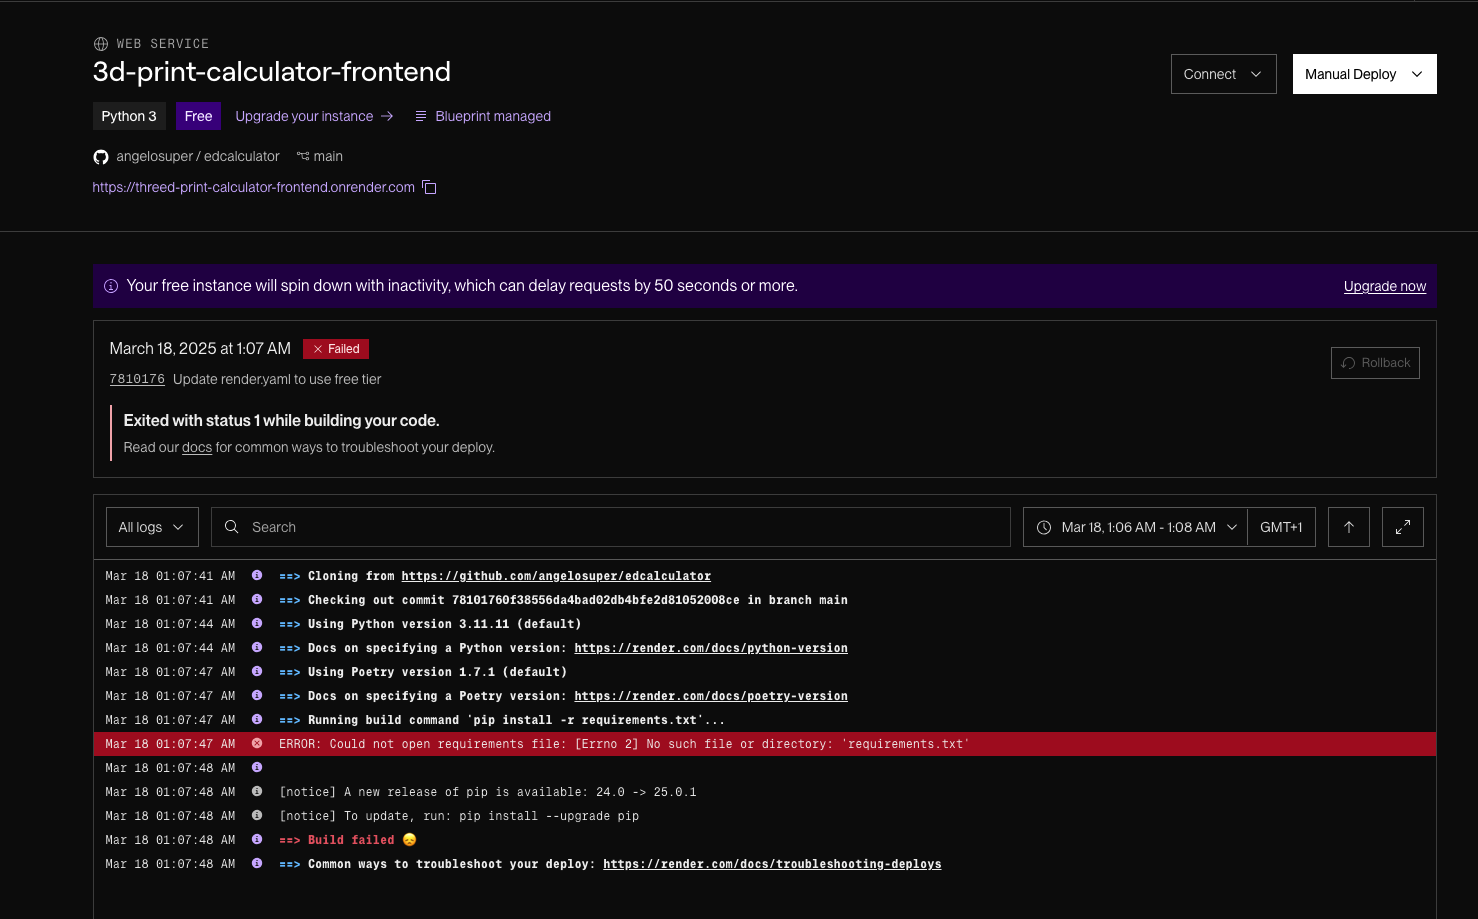 WEB SERVICE
3d-print-calculator-frontend
Connect
Manual Deploy
Python 3 Free Upgrade your instance → Blueprint managed
angelosuper / edcalculator main
https://threed-print-calculator-frontend.onrender.com
Your free instance will spin down with inactivity, which can delay requests by 50 seconds or more. Upgrade now
March 18, 2025 at 1:07 AM Failed
Rollback
7810176 Update render.yaml to use free tier
Exited with status 1 while building your code.
Read our docs for common ways to troubleshoot your deploy.
All logs Search Mar 18, 1:06 AM - 1:08 AM GMT+1
Mar 18 01:07:41 AM ==> Cloning from https://github.com/angelosuper/edcalculator
Mar 18 01:07:41 AM ==> Checking out commit 78101760f38556da4bad02db4bfe2d81052008ce in branch main
Mar 18 01:07:44 AM ==> Using Python version 3.11.11 (default)
Mar 18 01:07:44 AM ==> Docs on specifying a Python version: https://render.com/docs/python-version
Mar 18 01:07:47 AM ==> Using Poetry version 1.7.1 (default)
Mar 18 01:07:47 AM ==> Docs on specifying a Poetry version: https://render.com/docs/poetry-version
Mar 18 01:07:47 AM ==> Running build command 'pip install -r requirements.txt'...
Mar 18 01:07:47 AM ERROR: Could not open requirements file: [Errno 2] No such file or directory: 'requirements.txt'
Mar 18 01:07:48 AM
Mar 18 01:07:48 AM [notice] A new release of pip is available: 24.0 -> 25.0.1
Mar 18 01:07:48 AM [notice] To update, run: pip install --upgrade pip
Mar 18 01:07:48 AM ==> Build failed 😞
Mar 18 01:07:48 AM ==> Common ways to troubleshoot your deploy: https://render.com/docs/troubleshooting-deploys